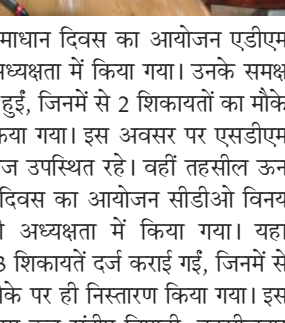 माधान दिवस का आयोजन एडीएम
ध्यक्षता में किया गया। उनके समक्ष
हुईं, जिनमें से 2 शिकायतों का मौके
कया गया। इस अवसर पर एसडीएम
ज उपस्थित रहे। वहीं तहसील ऊन
दिवस का आयोजन सीडीओ विनय
अध्यक्षता में किया गया। यहा
3 शिकायतें दर्ज कराई गईं, जिनमें से
के पर ही निस्तारण किया गया। इस